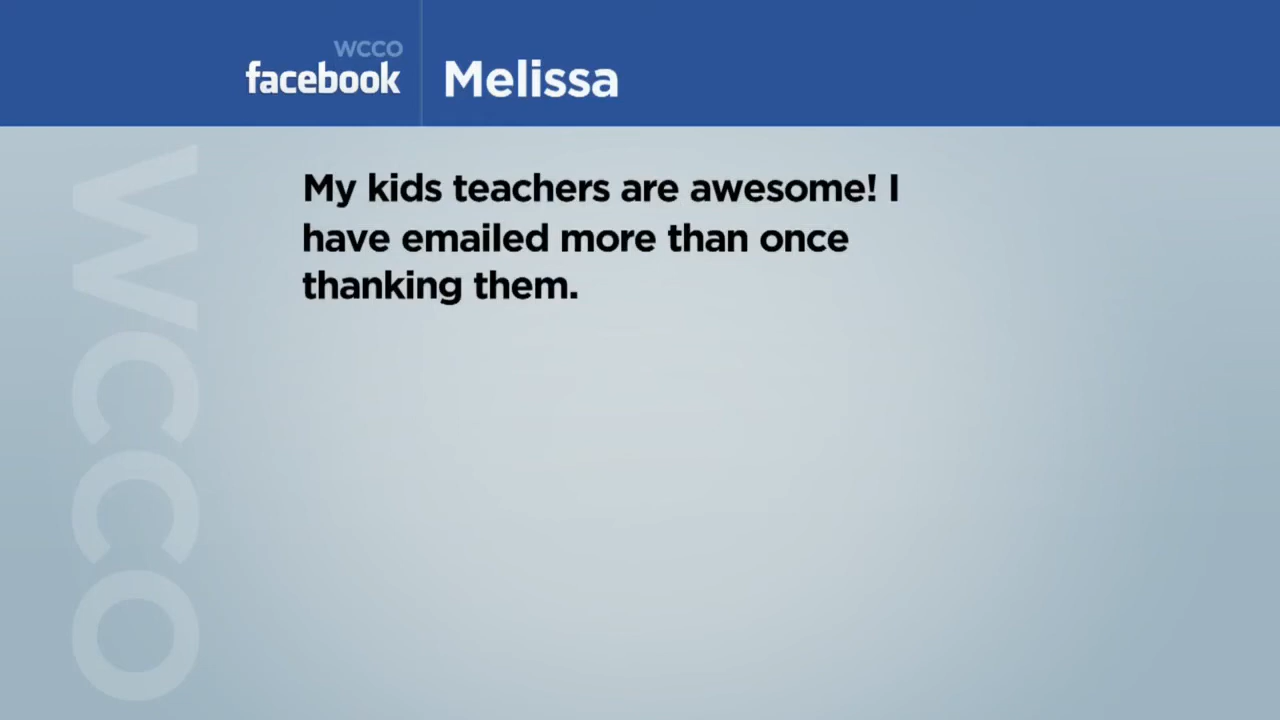 WCCO
facebook
Melissa
My kids teachers are awesome! I
have emailed more than once
thanking them.
WCCO